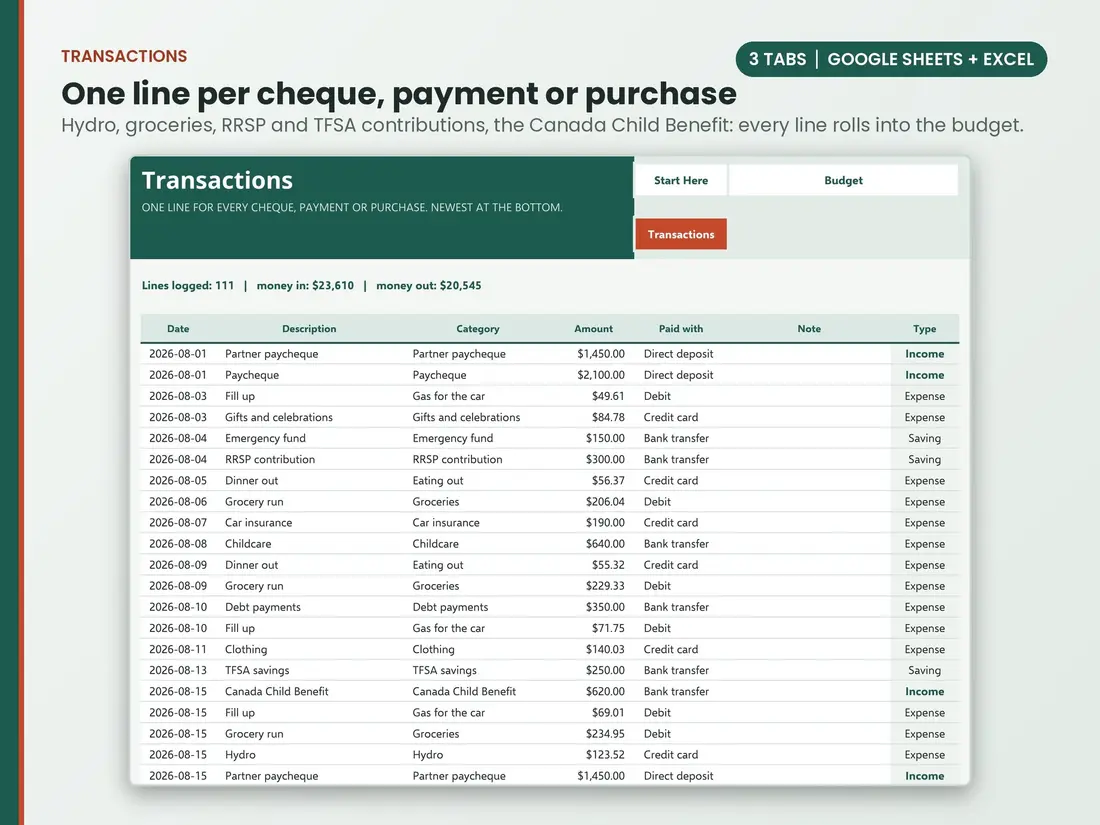 TRANSACTIONS
3 TABS | GOOGLE SHEETS + EXCEL
One line per cheque, payment or purchase
Hydro, groceries, RRSP and TFSA contributions, the Canada Child Benefit: every line rolls into the budget.
Transactions
ONE LINE FOR EVERY CHEQUE, PAYMENT OR PURCHASE. NEWEST AT THE BOTTOM.
Start Here Budget
Transactions
Lines logged: 111 | money in: $23,610 | money out: $20,545
Date Description Category Amount Paid with Note Type
2026-08-01 Partner paycheque Partner paycheque $1,450.00 Direct deposit Income
2026-08-01 Paycheque Paycheque $2,100.00 Direct deposit Income
2026-08-03 Fill up Gas for the car $49.61 Debit Expense
2026-08-03 Gifts and celebrations Gifts and celebrations $84.78 Credit card Expense
2026-08-04 Emergency fund Emergency fund $150.00 Bank transfer Saving
2026-08-04 RRSP contribution RRSP contribution $300.00 Bank transfer Saving
2026-08-05 Dinner out Eating out $56.37 Credit card Expense
2026-08-06 Grocery run Groceries $206.04 Debit Expense
2026-08-07 Car insurance Car insurance $190.00 Credit card Expense
2026-08-08 Childcare Childcare $640.00 Bank transfer Expense
2026-08-09 Dinner out Eating out $55.32 Credit card Expense
2026-08-09 Grocery run Groceries $229.33 Debit Expense
2026-08-10 Debt payments Debt payments $350.00 Bank transfer Expense
2026-08-10 Fill up Gas for the car $71.75 Debit Expense
2026-08-11 Clothing Clothing $140.03 Credit card Expense
2026-08-13 TFSA savings TFSA savings $250.00 Bank transfer Saving
2026-08-15 Canada Child Benefit Canada Child Benefit $620.00 Bank transfer Income
2026-08-15 Fill up Gas for the car $69.01 Debit Expense
2026-08-15 Grocery run Groceries $234.95 Debit Expense
2026-08-15 Hydro Hydro $123.52 Credit card Expense
2026-08-15 Partner paycheque Partner paycheque $1,450.00 Direct deposit Income